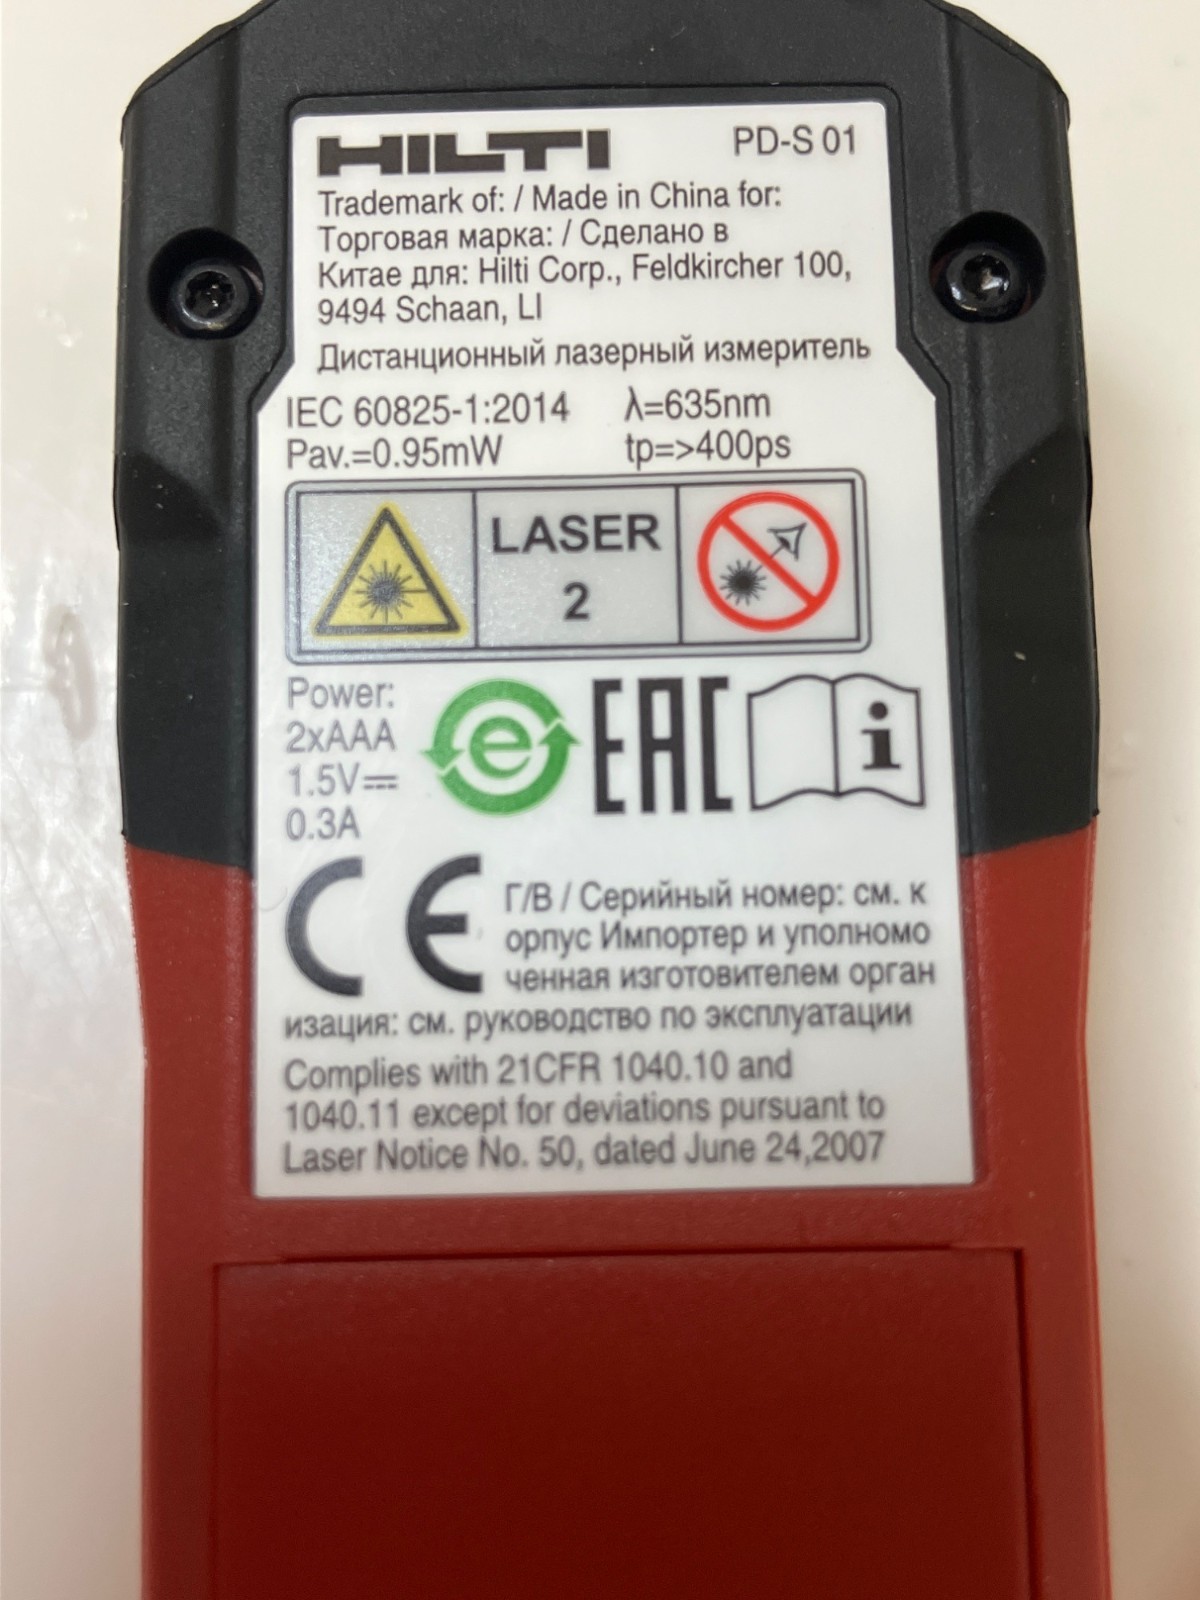 HILTI PD-S 01
Trademark of: / Made in China for:
Торговая марка: / Сделано в
Китае для: Hilti Corp., Feldkircher 100,
9494 Schaan, LI
Дистанционный лазерный измеритель
IEC 60825-1:2014 λ=635nm
Pav.=0.95mW tp=>400ps
LASER
2
Power:
2xAAA
1.5V⎓
0.3A
e
EAC
i
CE
Г/В / Серийный номер: см. к
орпус Импортер и уполномо
ченная изготовителем орган
изация: см. руководство по эксплуатации
Complies with 21CFR 1040.10 and
1040.11 except for deviations pursuant to
Laser Notice No. 50, dated June 24,2007